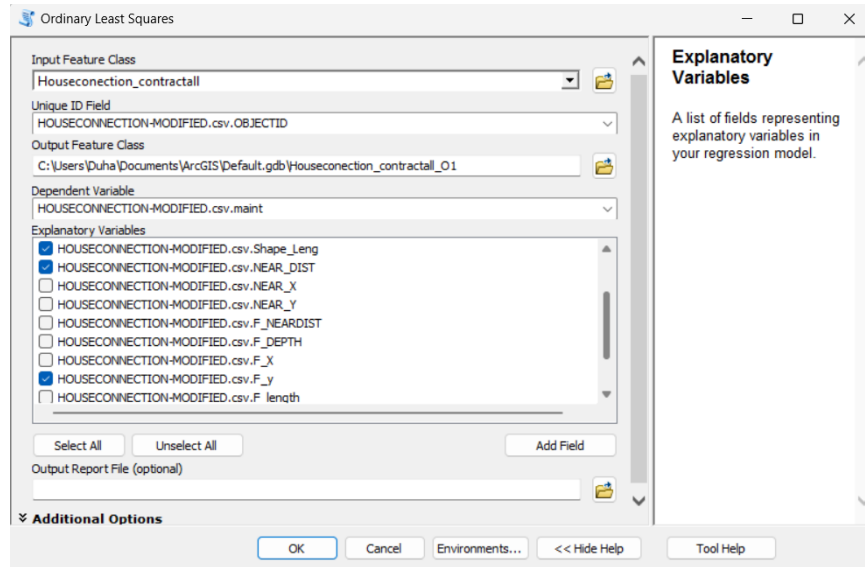 Ordinary Least Squares
Input Feature Class
Houseconection_contractall
Unique ID Field
HOUSECONNECTION-MODIFIED.csv.OBJECTID
Output Feature Class
C:\Users\Duha\Documents\ArcGIS\Default.gdb\Houseconection_contractall_O1
Dependent Variable
HOUSECONNECTION-MODIFIED.csv.maint
Explanatory Variables
HOUSECONNECTION-MODIFIED.csv.Shape_Leng
HOUSECONNECTION-MODIFIED.csv.NEAR_DIST
HOUSECONNECTION-MODIFIED.csv.NEAR_X
HOUSECONNECTION-MODIFIED.csv.NEAR_Y
HOUSECONNECTION-MODIFIED.csv.F_NEARDIST
HOUSECONNECTION-MODIFIED.csv.F_DEPTH
HOUSECONNECTION-MODIFIED.csv.F_X
HOUSECONNECTION-MODIFIED.csv.F_y
HOUSECONNECTION-MODIFIED.csv.F_length
Select All
Unselect All
Add Field
Output Report File (optional)
Additional Options
OK
Cancel
Environments...
<< Hide Help
Tool Help
Explanatory
Variables
A list of fields representing
explanatory variables in
your regression model.